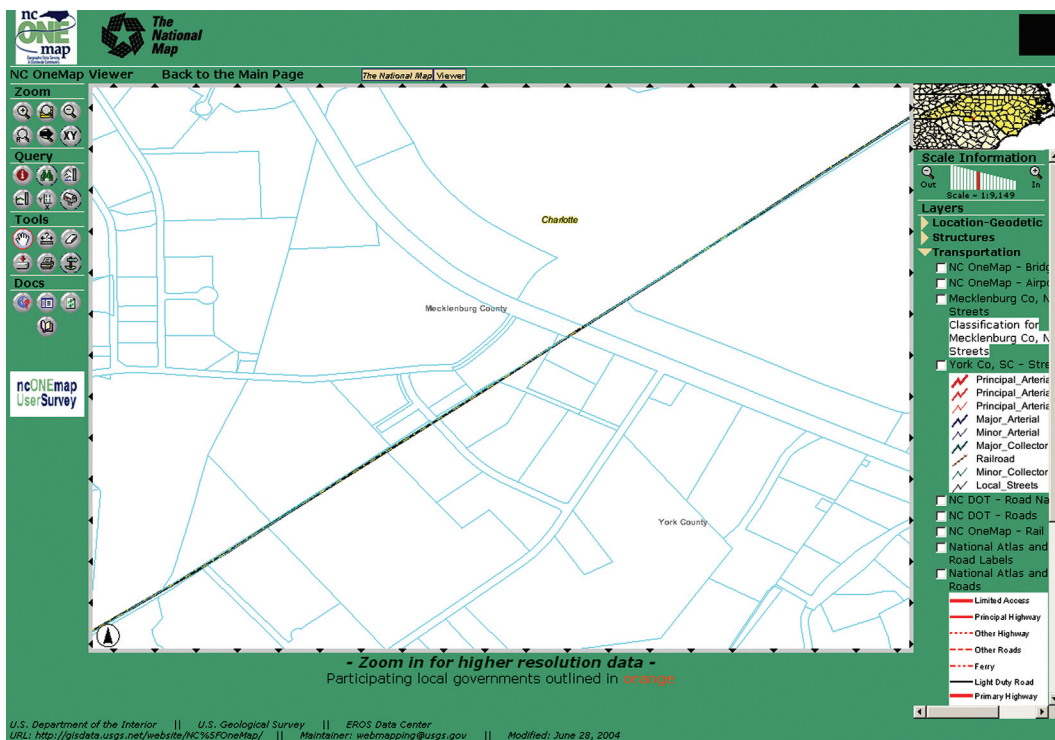 nc
ONE
map
Geographic Data Serving
A Statewide Community
The
National
Map
NC OneMap Viewer
Back to the Main Page
The National Map Viewer
Zoom
XY
Query
Tools
Docs
ncONEmap
UserSurvey
Charlotte
Mecklenburg County
York County
Scale Information
Out
In
Scale ~ 1:9,149
Layers
Location-Geodetic
Structures
Transportation
NC OneMap - Bridg
NC OneMap - Airpo
Mecklenburg Co, N
Streets
Classification for
Mecklenburg Co, N
Streets
York Co, SC - Stre
Principal_Arteria
Principal_Arteria
Principal_Arteria
Major_Arterial
Minor_Arterial
Major_Collector
Railroad
Minor_Collector
Local_Streets
NC DOT - Road Na
NC DOT - Roads
NC OneMap - Rail
National Atlas and
Road Labels
National Atlas and
Roads
Limited Access
Principal Highway
Other Highway
Other Roads
Ferry
Light Duty Road
Primary Highway
- Zoom in for higher resolution data -
Participating local governments outlined in orange
U.S. Department of the Interior || U.S. Geological Survey || EROS Data Center
URL: http://gisdata.usgs.net/website/NC%5FOneMap/ || Maintainer: webmapping@usgs.gov || Modified: June 28, 2004